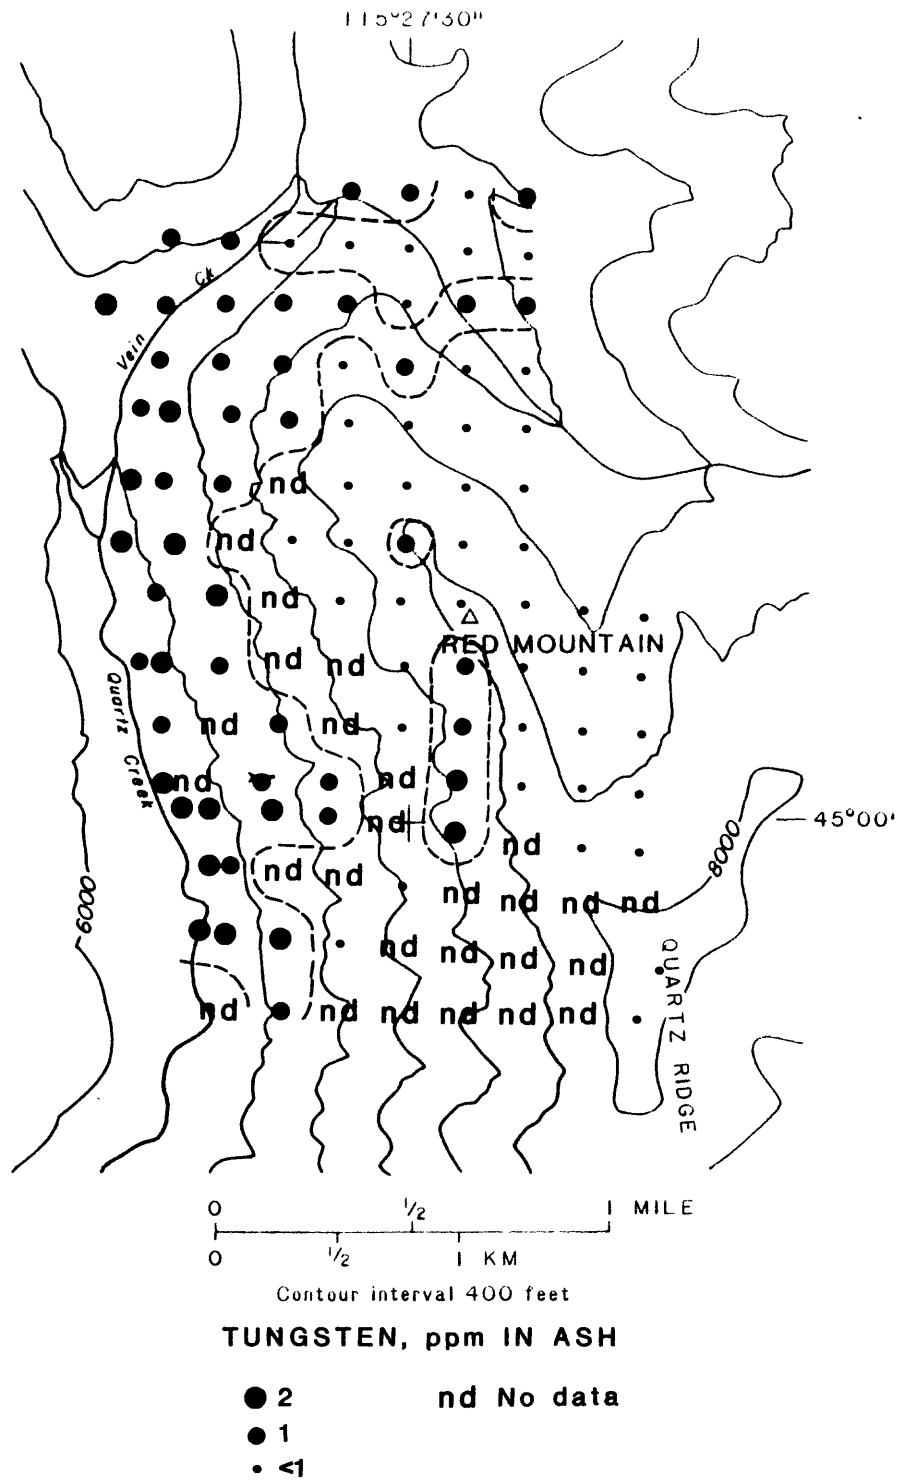 115°27'30"
Vein Ck
nd
nd
nd
RED MOUNTAIN
nd nd
Quartz Creek
nd nd
nd nd
nd
45°00'
nd
nd nd
8000
6000
nd nd nd nd
nd nd nd nd
QUARTZ RIDGE
nd nd nd nd nd nd
0 1/2 1 MILE
0 1/2 1 KM
Contour interval 400 feet
TUNGSTEN, ppm IN ASH
2 nd No data
1
<1